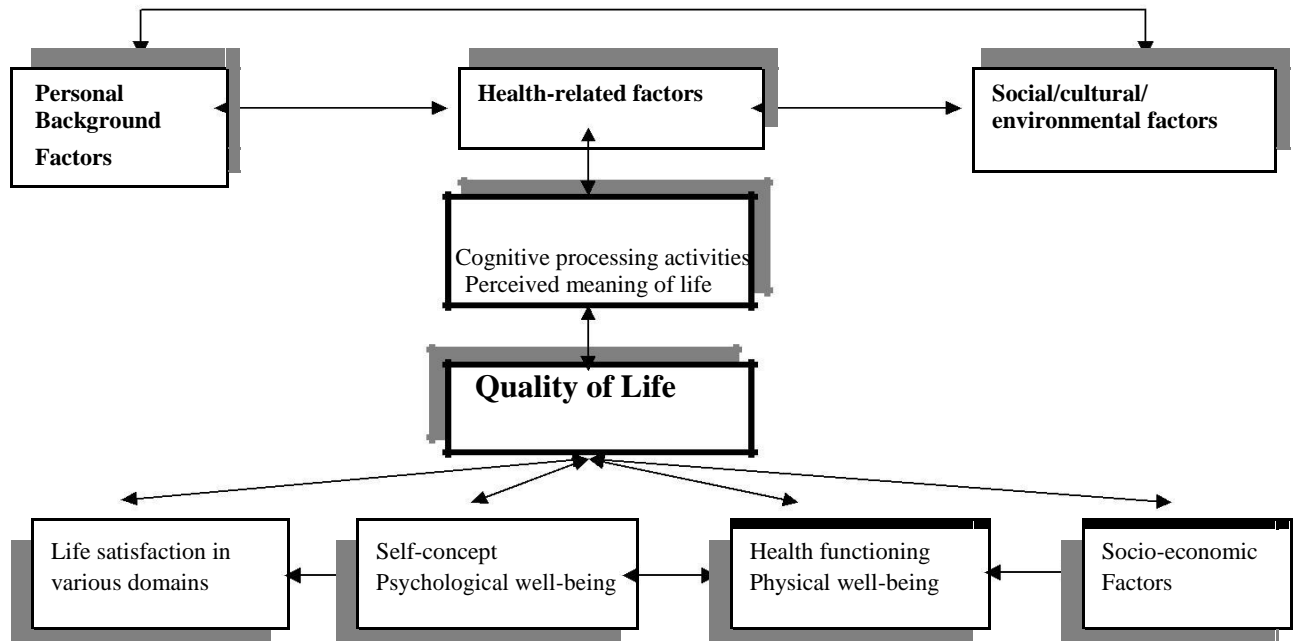 Personal
Background
Factors
Health-related factors
Social/cultural/
environmental factors
Cognitive processing activities
Perceived meaning of life
Quality of Life
Life satisfaction in
various domains
Self-concept
Psychological well-being
Health functioning
Physical well-being
Socio-economic
Factors